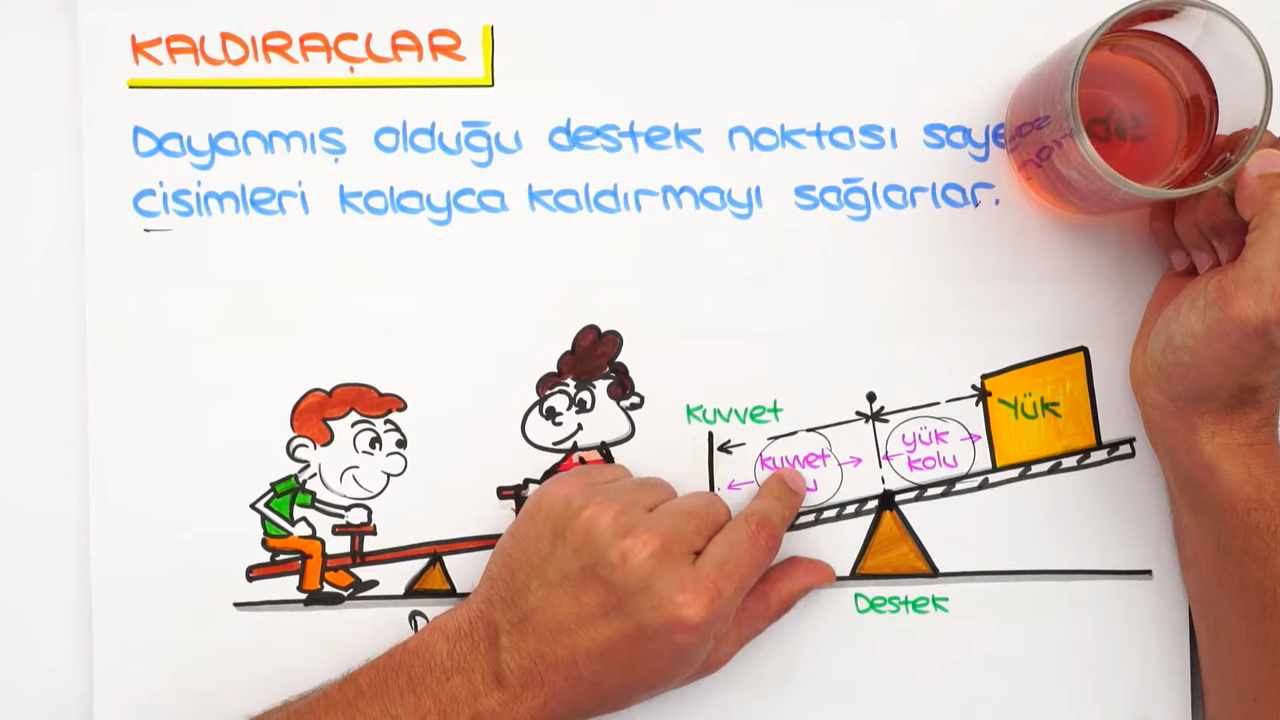 KALDIRAÇLAR
Dayanmış olduğu destek noktası saye
cisimleri kolayca kaldırmayı sağlarlar.
Kuvvet
Yük
kuvvet
yük
kolu
Destek